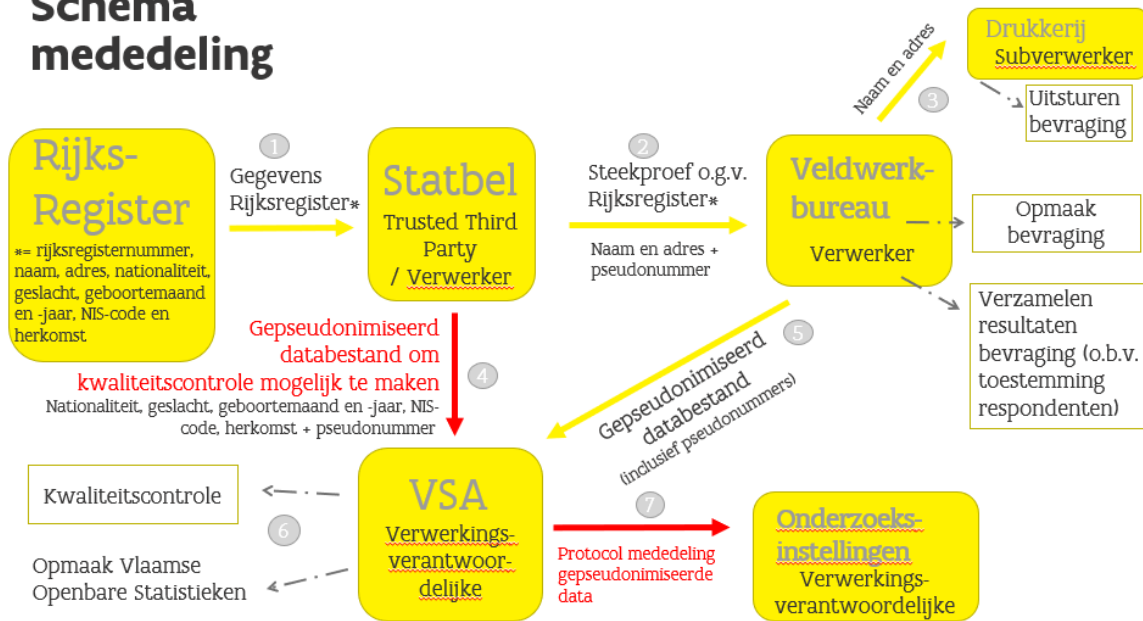 Schema
mededeling
Rijks-
Register
*= rijksregisternummer,
naam, adres, nationaliteit,
geslacht, geboortemaand
en -jaar, NIS-code en
herkomst
1
Gegevens
Rijksregister*
Statbel
Trusted Third
Party
/ Verwerker
2
Steekproef o.g.v.
Rijksregister*
Naam en adres +
pseudonummer
Veldwerk-
bureau
Verwerker
Naam en adres
3
Drukkerij
Subverwerker
Uitsturen
bevraging
Opmaak
bevraging
Verzamelen
resultaten
bevraging (o.b.v.
toestemming
respondenten)
Gepseudonimiseerd
databestand om
kwaliteitscontrole mogelijk te maken
Nationaliteit, geslacht, geboortemaand en -jaar, NIS-
code, herkomst + pseudonummer
4
5
Gepseudonimiseerd
databestand
(inclusief pseudonummers)
VSA
Verwerkings-
verantwoor-
delijke
Kwaliteitscontrole
6
Opmaak Vlaamse
Openbare Statistieken
7
Protocol mededeling
gepseudonimiseerde
data
Onderzoeks-
instellingen
Verwerkings-
verantwoordelijke